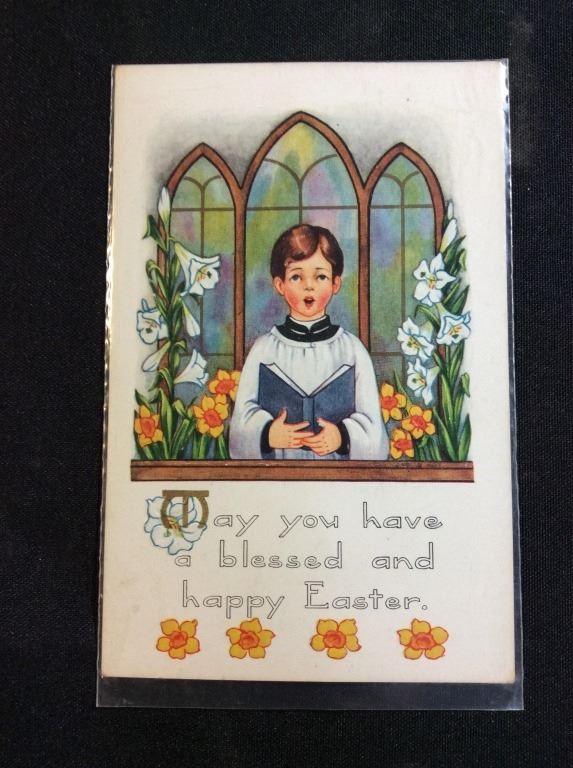 May you have
a blessed and
happy Easter.